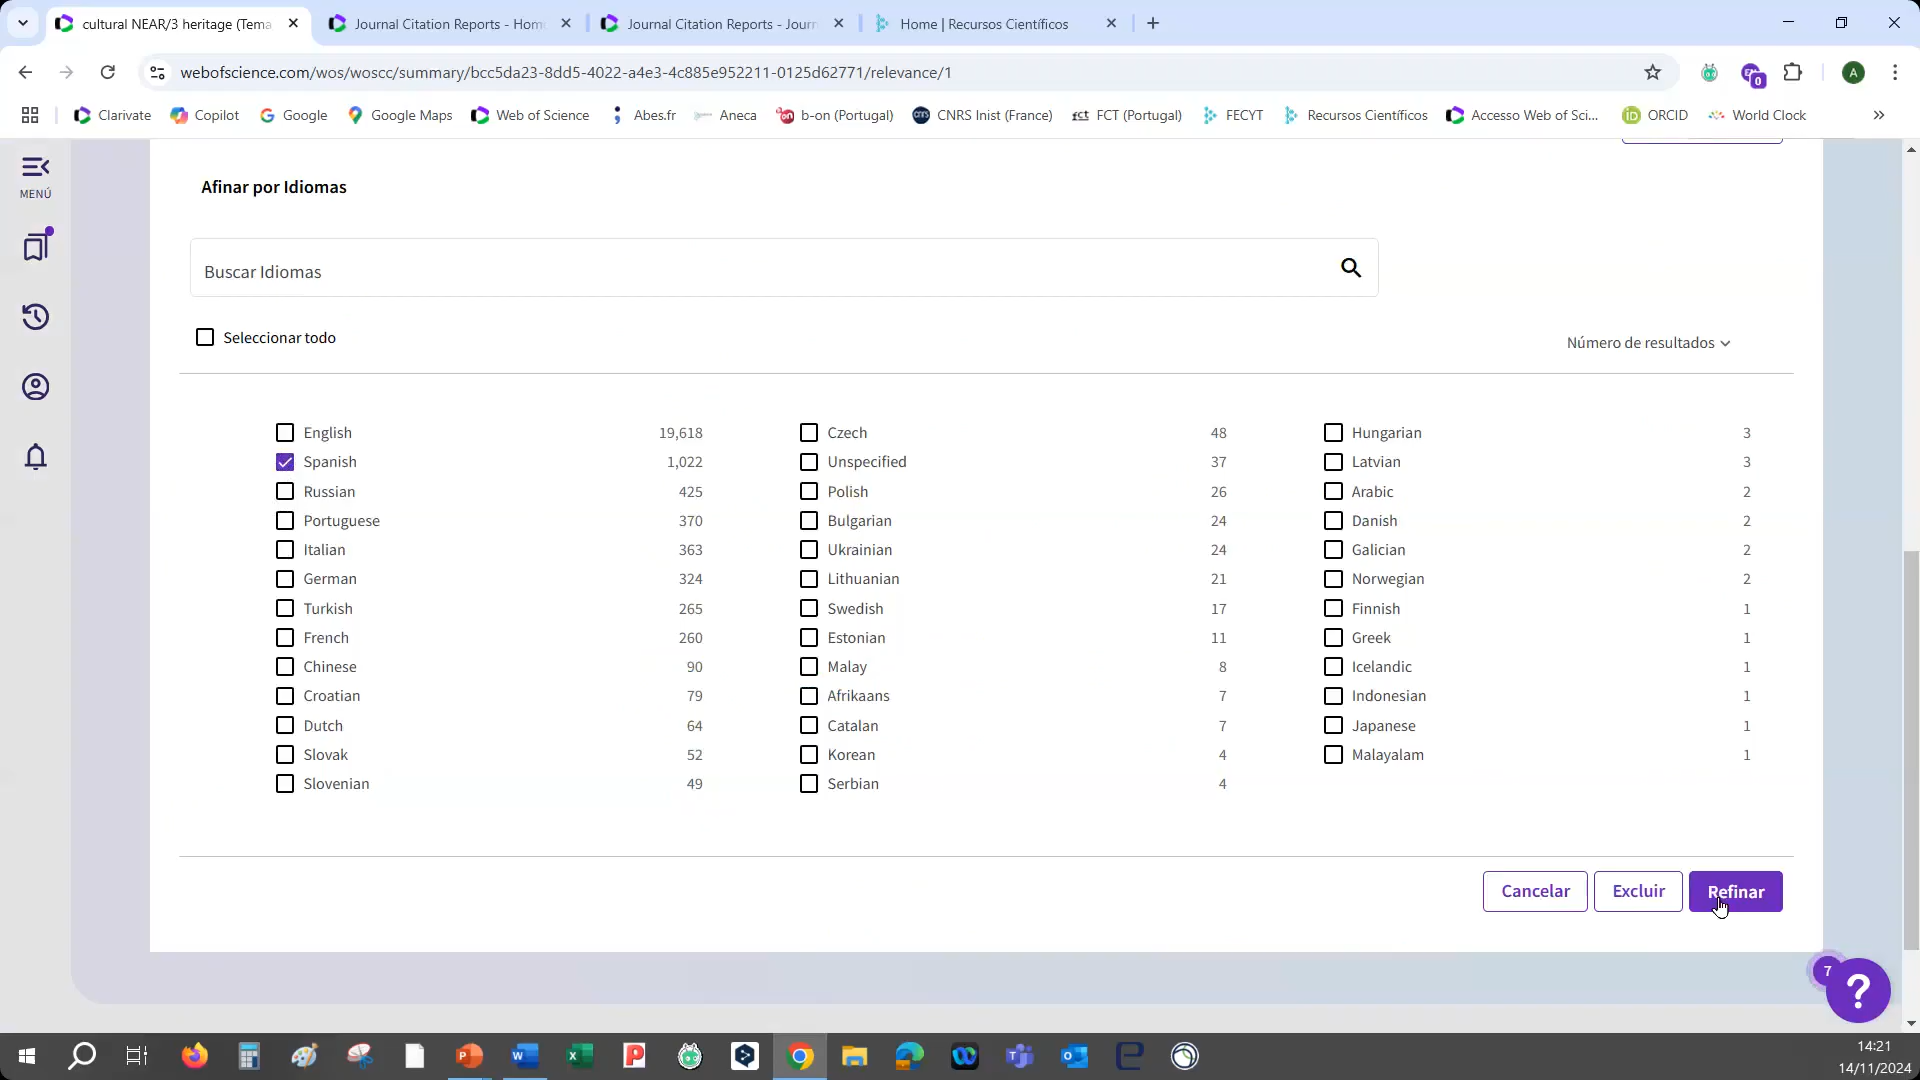 cultural NEAR/3 heritage (Tema
Journal Citation Reports - Hom
Journal Citation Reports - Journ
Home | Recursos Científicos
webofscience.com/wos/woscc/summary/bcc5da23-8dd5-4022-a4e3-4c885e952211-0125d62771/relevance/1
0
A
Clarivate
Copilot
Google
Google Maps
Web of Science
Abes.fr
Aneca
b-on (Portugal)
CNRS Inist (France)
fct FCT (Portugal)
FECYT
Recursos Científicos
Accesso Web of Sci...
iD ORCID
World Clock
MENÚ
Afinar por Idiomas
Buscar Idiomas
Seleccionar todo
Número de resultados
English 19,618
Spanish 1,022
Russian 425
Portuguese 370
Italian 363
German 324
Turkish 265
French 260
Chinese 90
Croatian 79
Dutch 64
Slovak 52
Slovenian 49
Czech 48
Unspecified 37
Polish 26
Bulgarian 24
Ukrainian 24
Lithuanian 21
Swedish 17
Estonian 11
Malay 8
Afrikaans 7
Catalan 7
Korean 4
Serbian 4
Hungarian 3
Latvian 3
Arabic 2
Danish 2
Galician 2
Norwegian 2
Finnish 1
Greek 1
Icelandic 1
Indonesian 1
Japanese 1
Malayalam 1
Cancelar
Excluir
Refinar
7
?
14:21
14/11/2024